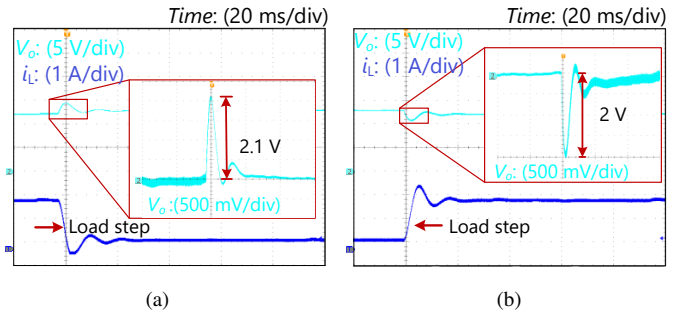 Time: (20 ms/div)
Vo: (5 V/div)
iL: (1 A/div)
2.1 V
Vo:(500 mV/div)
Load step
(a)
Time: (20 ms/div)
Vo: (5 V/div)
iL: (1 A/div)
2 V
Vo: (500 mV/div)
Load step
(b)